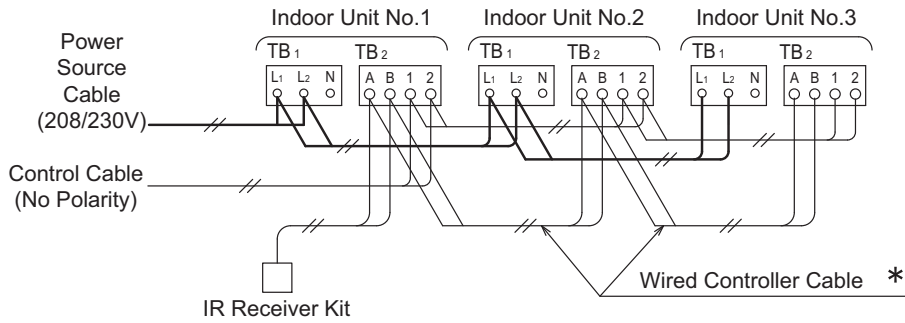 Indoor Unit No.1 Indoor Unit No.2 Indoor Unit No.3
TB1 TB2 TB1 TB2 TB1 TB2
L1 L2 N A B 1 2 L1 L2 N A B 1 2 L1 L2 N A B 1 2
Power
Source
Cable
(208/230V)
Control Cable
(No Polarity)
Wired Controller Cable *
IR Receiver Kit